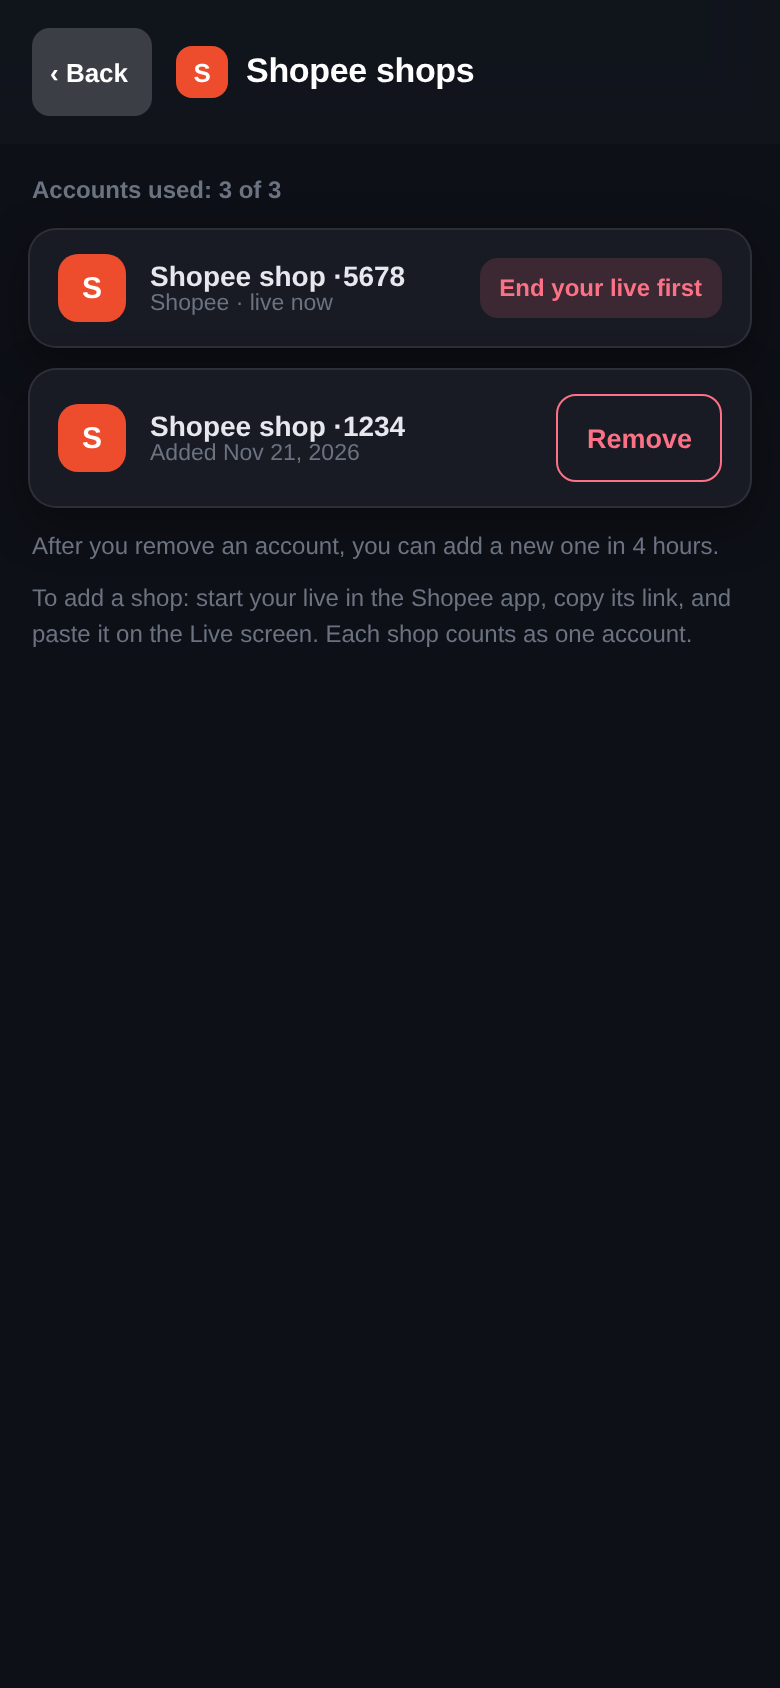 ‹ Back
S
Shopee shops
Accounts used: 3 of 3
S
Shopee shop ·5678
Shopee · live now
End your live first
S
Shopee shop ·1234
Added Nov 21, 2026
Remove
After you remove an account, you can add a new one in 4 hours.
To add a shop: start your live in the Shopee app, copy its link, and
paste it on the Live screen. Each shop counts as one account.